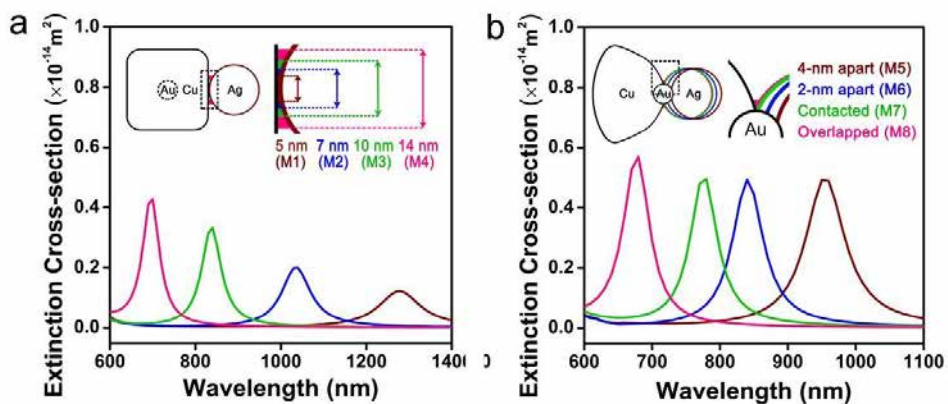 a
Extinction Cross-section (×10⁻¹⁴m²)
1.0
0.8
0.6
0.4
0.2
0.0
Au Cu Ag
5 nm 7 nm 10 nm 14 nm
(M1) (M2) (M3) (M4)
600 800 1000 1200 1400
Wavelength (nm)
b
Extinction Cross-section (×10⁻¹⁴m²)
1.0
0.8
0.6
0.4
0.2
0.0
Cu Au Ag
4-nm apart (M5)
2-nm apart (M6)
Contacted (M7)
Overlapped (M8)
Au
600 700 800 900 1000 1100
Wavelength (nm)